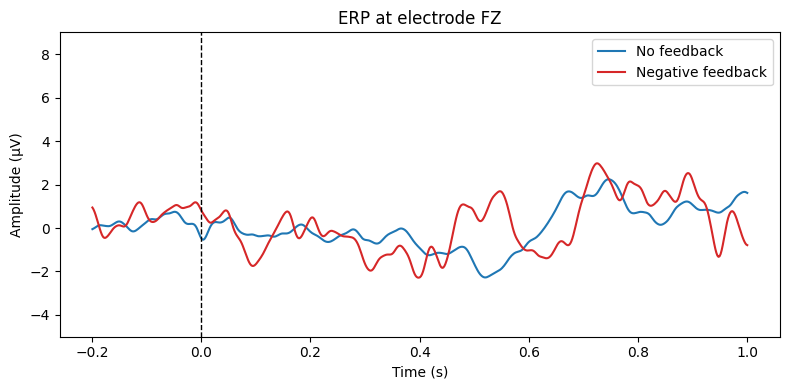 ERP at electrode FZ
No feedback
Negative feedback
Amplitude (µV)
8
6
4
2
0
−2
−4
−0.2
0.0
0.2
0.4
0.6
0.8
1.0
Time (s)